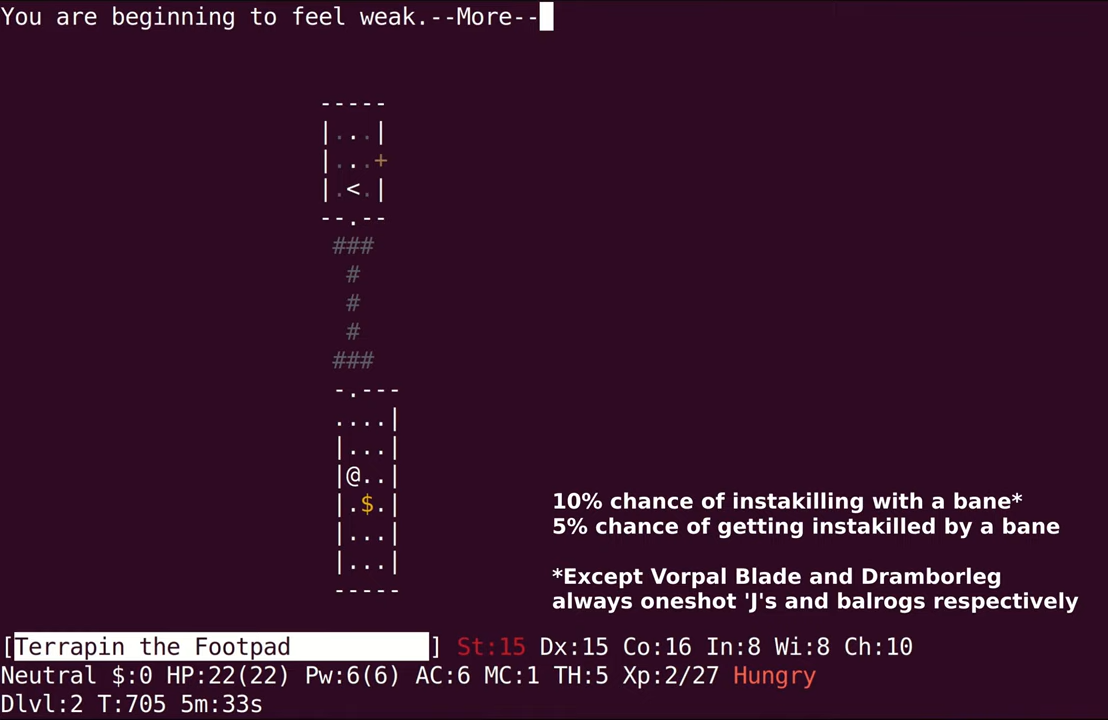 You are beginning to feel weak.--More--
-----
|...|
|...+
|.<.|
--.--
###
#
#
#
###
-.---
....|
|...|
|@..|
|.$.|
|...|
|...|
-----
10% chance of instakilling with a bane*
5% chance of getting instakilled by a bane
*Except Vorpal Blade and Dramborleg
always oneshot 'J's and balrogs respectively
[Terrapin the Footpad ] St:15 Dx:15 Co:16 In:8 Wi:8 Ch:10
Neutral $:0 HP:22(22) Pw:6(6) AC:6 MC:1 TH:5 Xp:2/27 Hungry
Dlvl:2 T:705 5m:33s